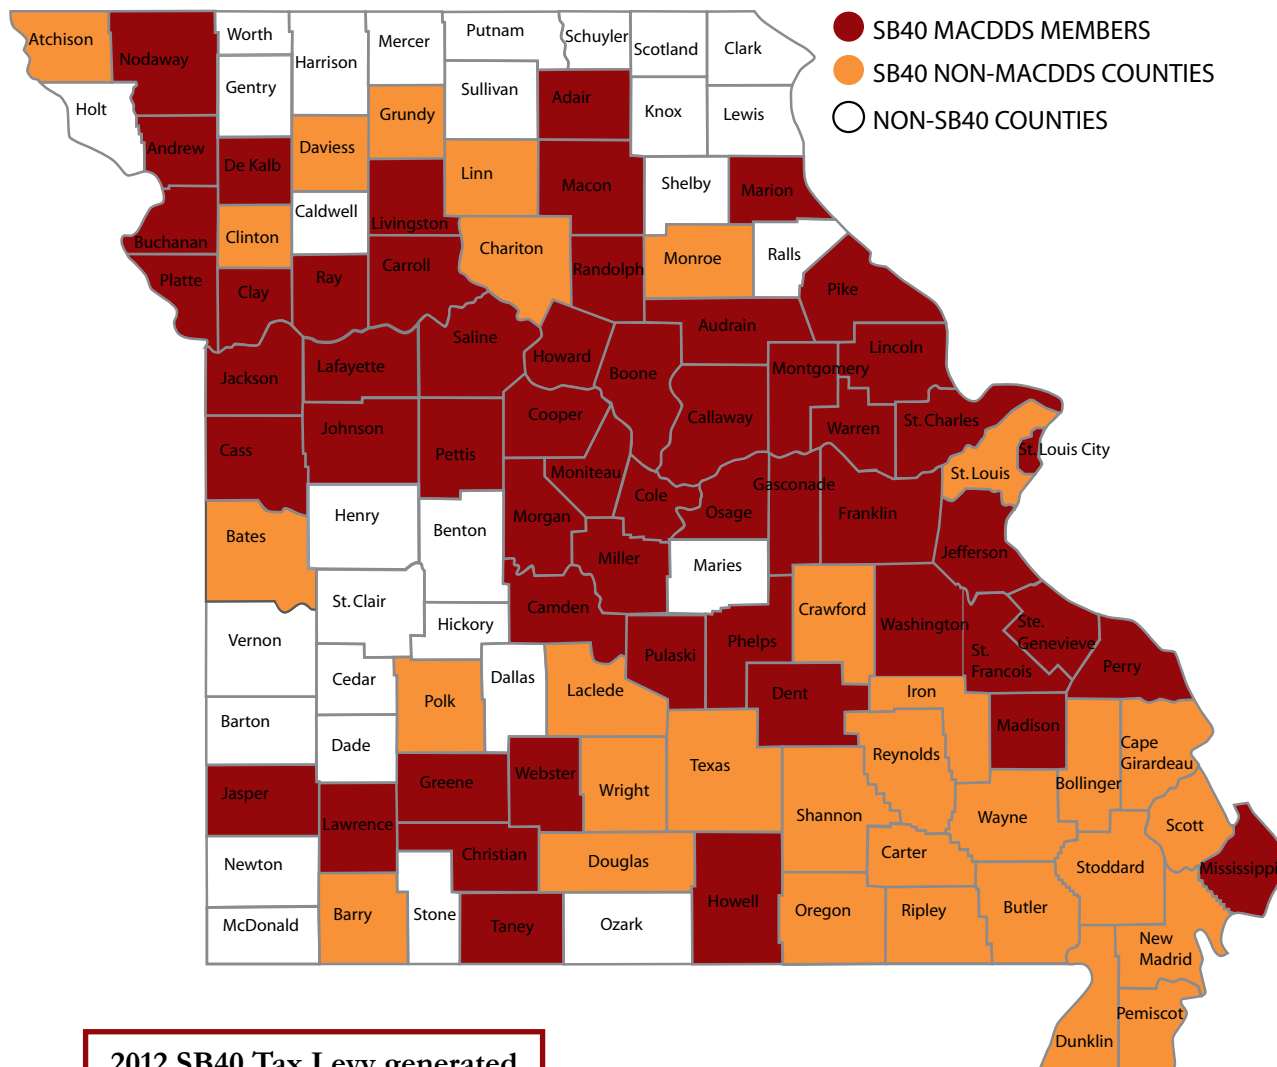 SB40 MACDDS MEMBERS
SB40 NON-MACDDS COUNTIES
NON-SB40 COUNTIES
Atchison
Nodaway
Worth
Harrison
Mercer
Putnam
Schuyler
Scotland
Clark
Holt
Gentry
Grundy
Sullivan
Adair
Knox
Lewis
Andrew
De Kalb
Daviess
Linn
Macon
Shelby
Marion
Buchanan
Clinton
Caldwell
Livingston
Chariton
Randolph
Monroe
Ralls
Platte
Clay
Ray
Carroll
Pike
Saline
Howard
Boone
Audrain
Jackson
Lafayette
Montgomery
Lincoln
Cooper
Callaway
Warren
St. Charles
Cass
Johnson
Pettis
Moniteau
Cole
Gasconade
St. Louis
St. Louis City
Henry
Benton
Morgan
Osage
Franklin
Bates
Miller
Maries
Jefferson
St. Clair
Camden
Crawford
Washington
Ste.
Genevieve
Vernon
Hickory
Pulaski
Phelps
St.
Francois
Perry
Cedar
Polk
Dallas
Laclede
Dent
Iron
Madison
Barton
Dade
Reynolds
Cape
Girardeau
Jasper
Greene
Webster
Wright
Texas
Bollinger
Lawrence
Shannon
Wayne
Scott
Newton
Christian
Douglas
Carter
Stoddard
Mississippi
McDonald
Barry
Stone
Taney
Ozark
Howell
Oregon
Ripley
Butler
New
Madrid
Pemiscot
Dunklin
2012 SB40 Tax Levy generated